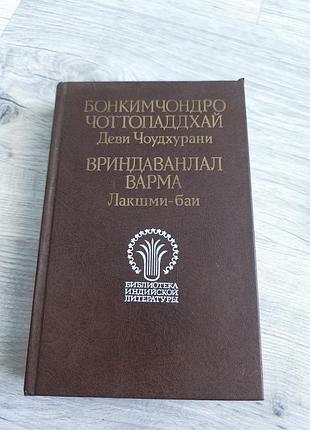 БОНКИМЧОНДРО
ЧОТТОПАДДХАЙ
Деви Чоудхурани
ВРИНДАВАНЛАЛ
ВАРМА
Лакшми-баи
БИБЛИОТЕКА
ИНДИЙСКОЙ
ЛИТЕРАТУРЫ